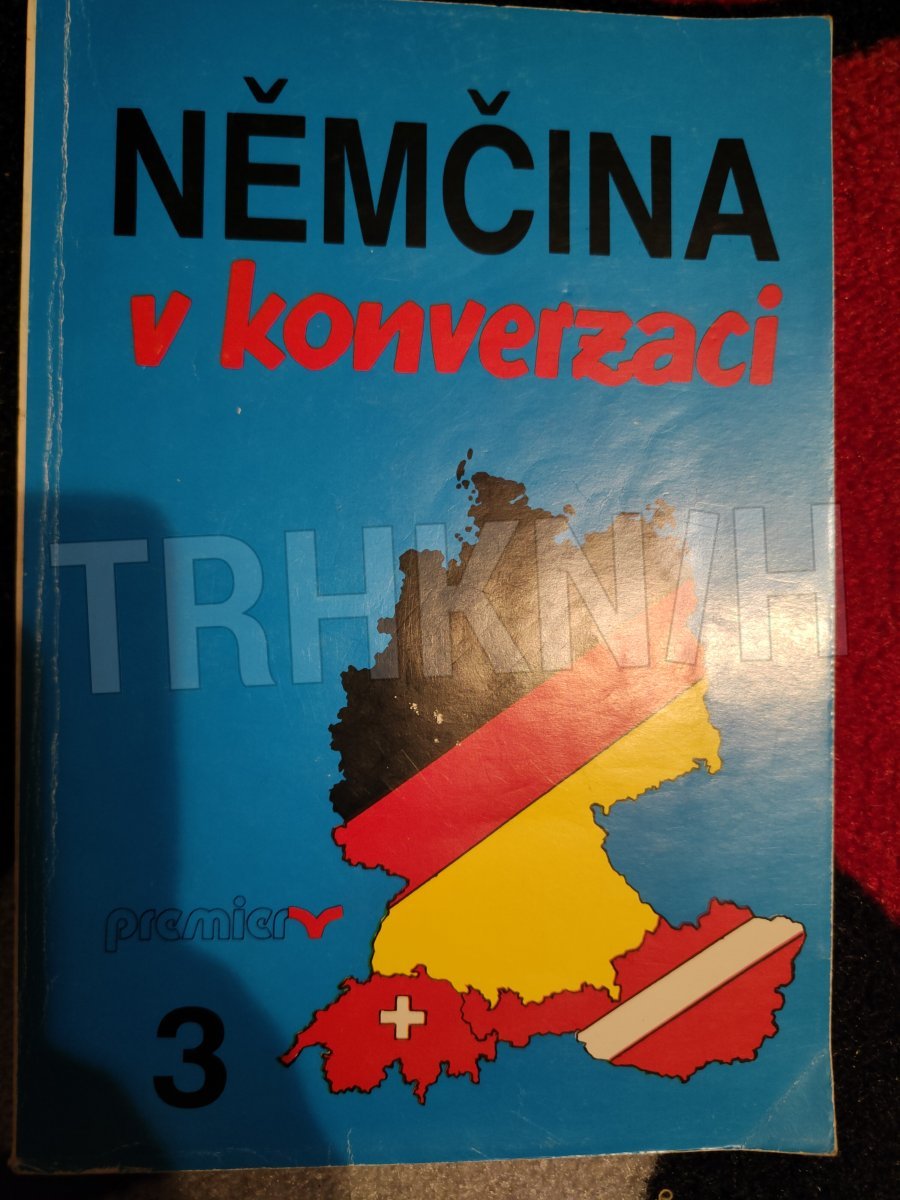 NĚMČINA
v konverzaci
TRHKNIH
premier
3